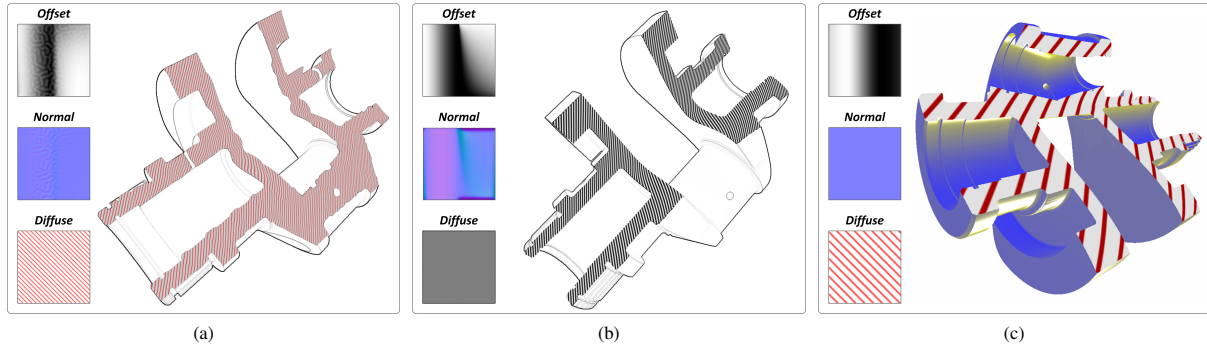 Offset
Normal
Diffuse
(a)
Offset
Normal
Diffuse
(b)
Offset
Normal
Diffuse
(c)